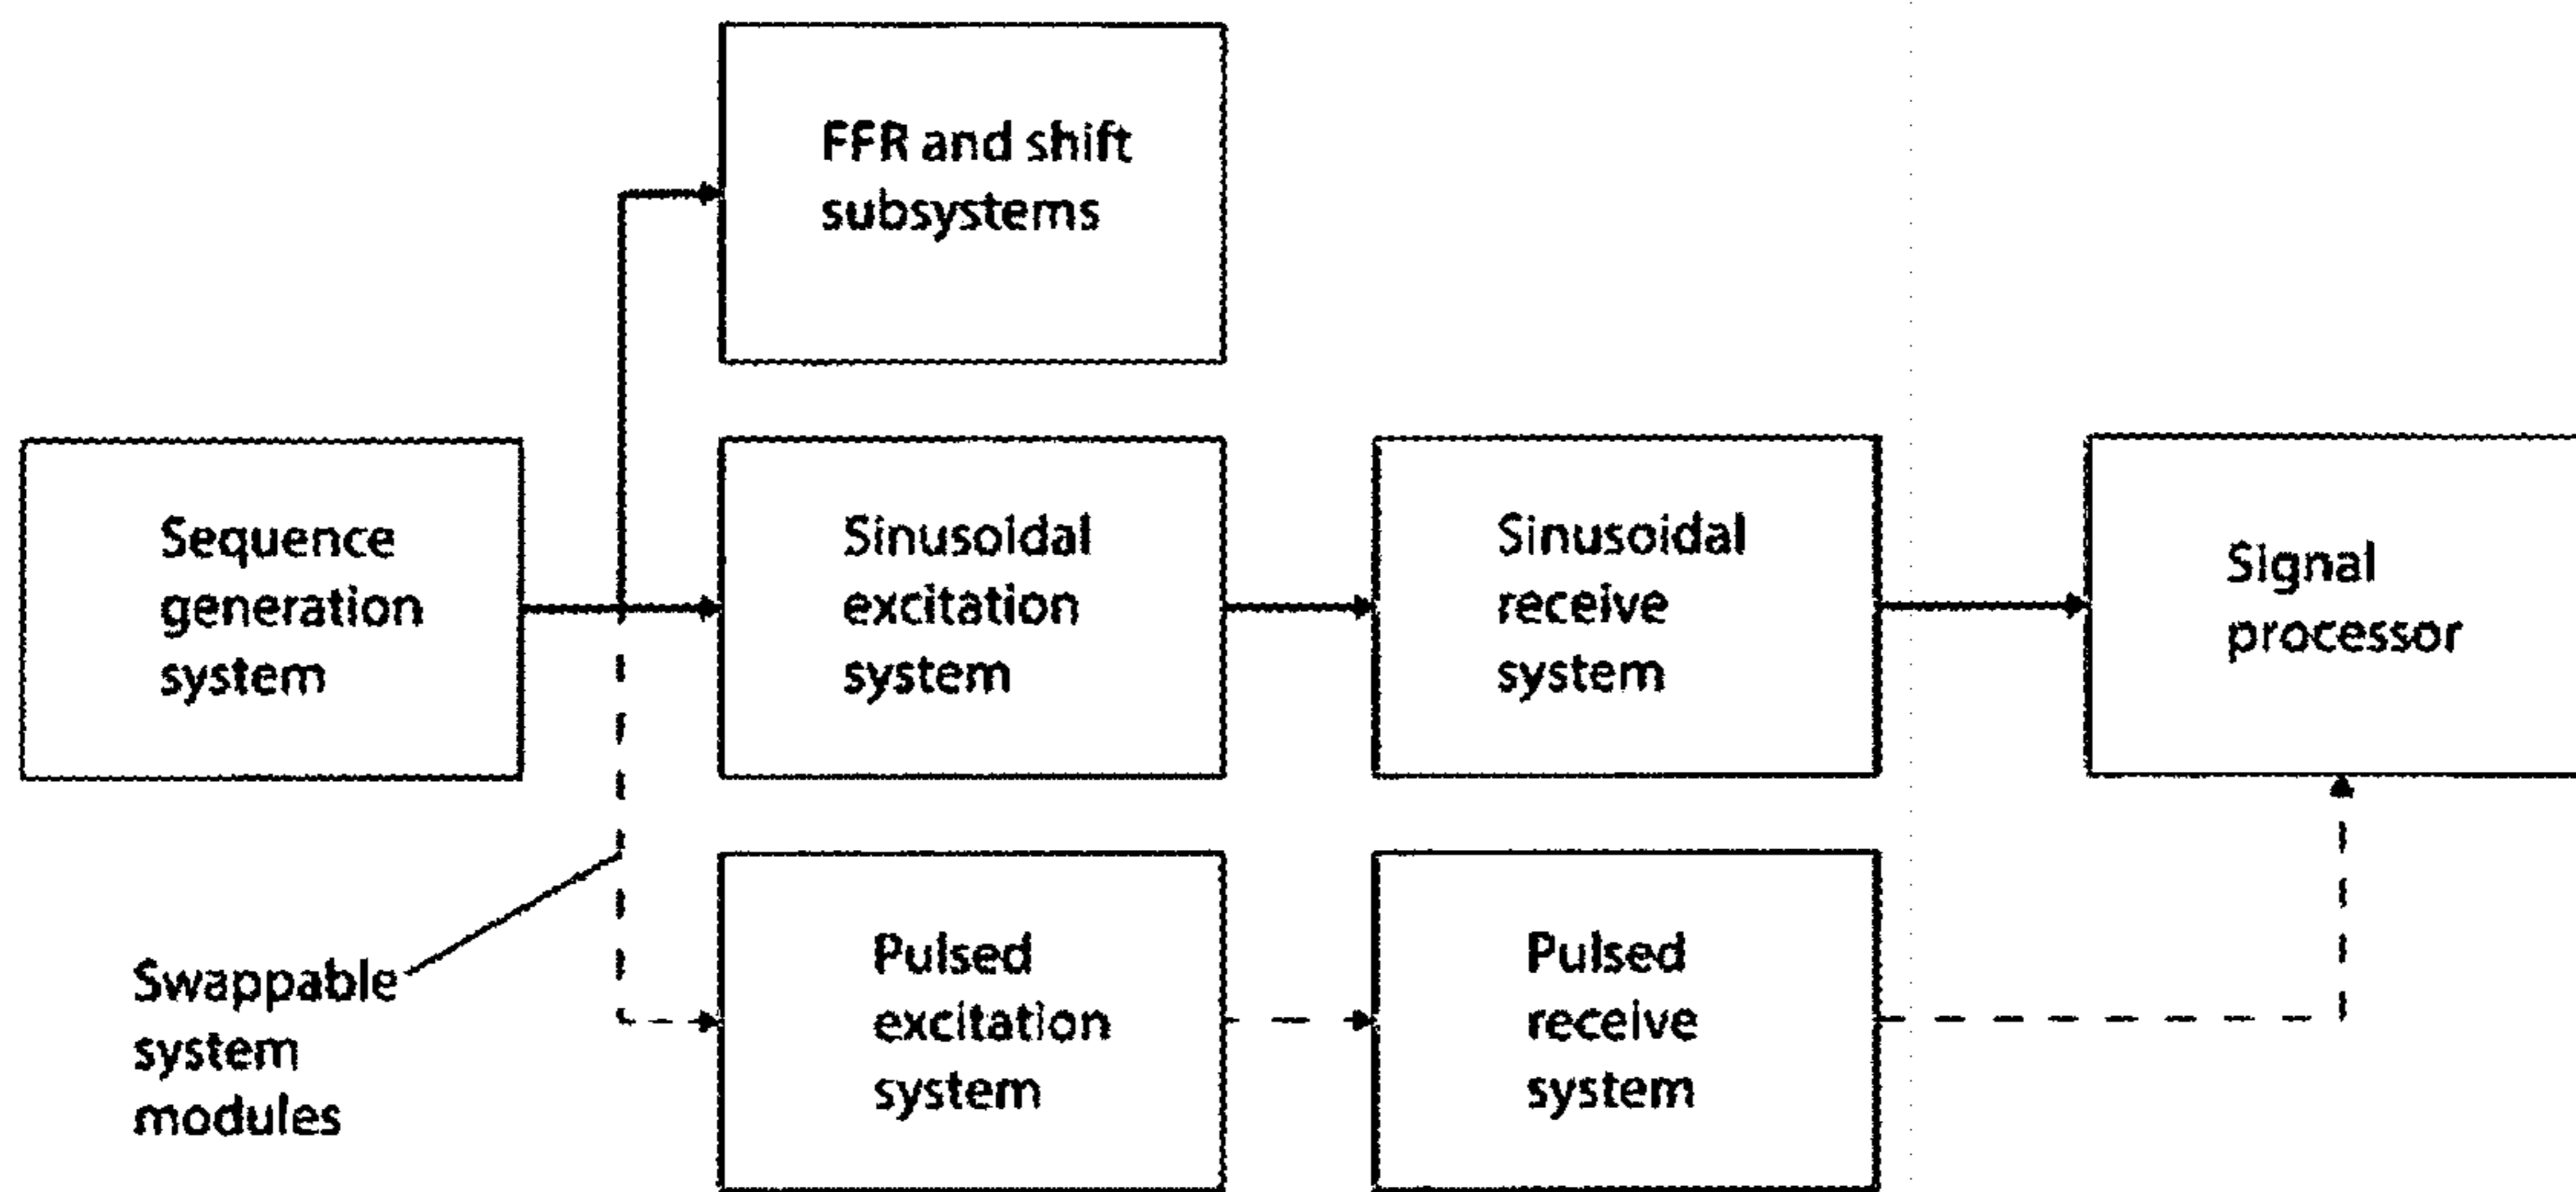 FFR and shift
subsystems
Sequence
generation
system
Sinusoidal
excitation
system
Sinusoidal
receive
system
Signal
processor
Swappable
system
modules
Pulsed
excitation
system
Pulsed
receive
system